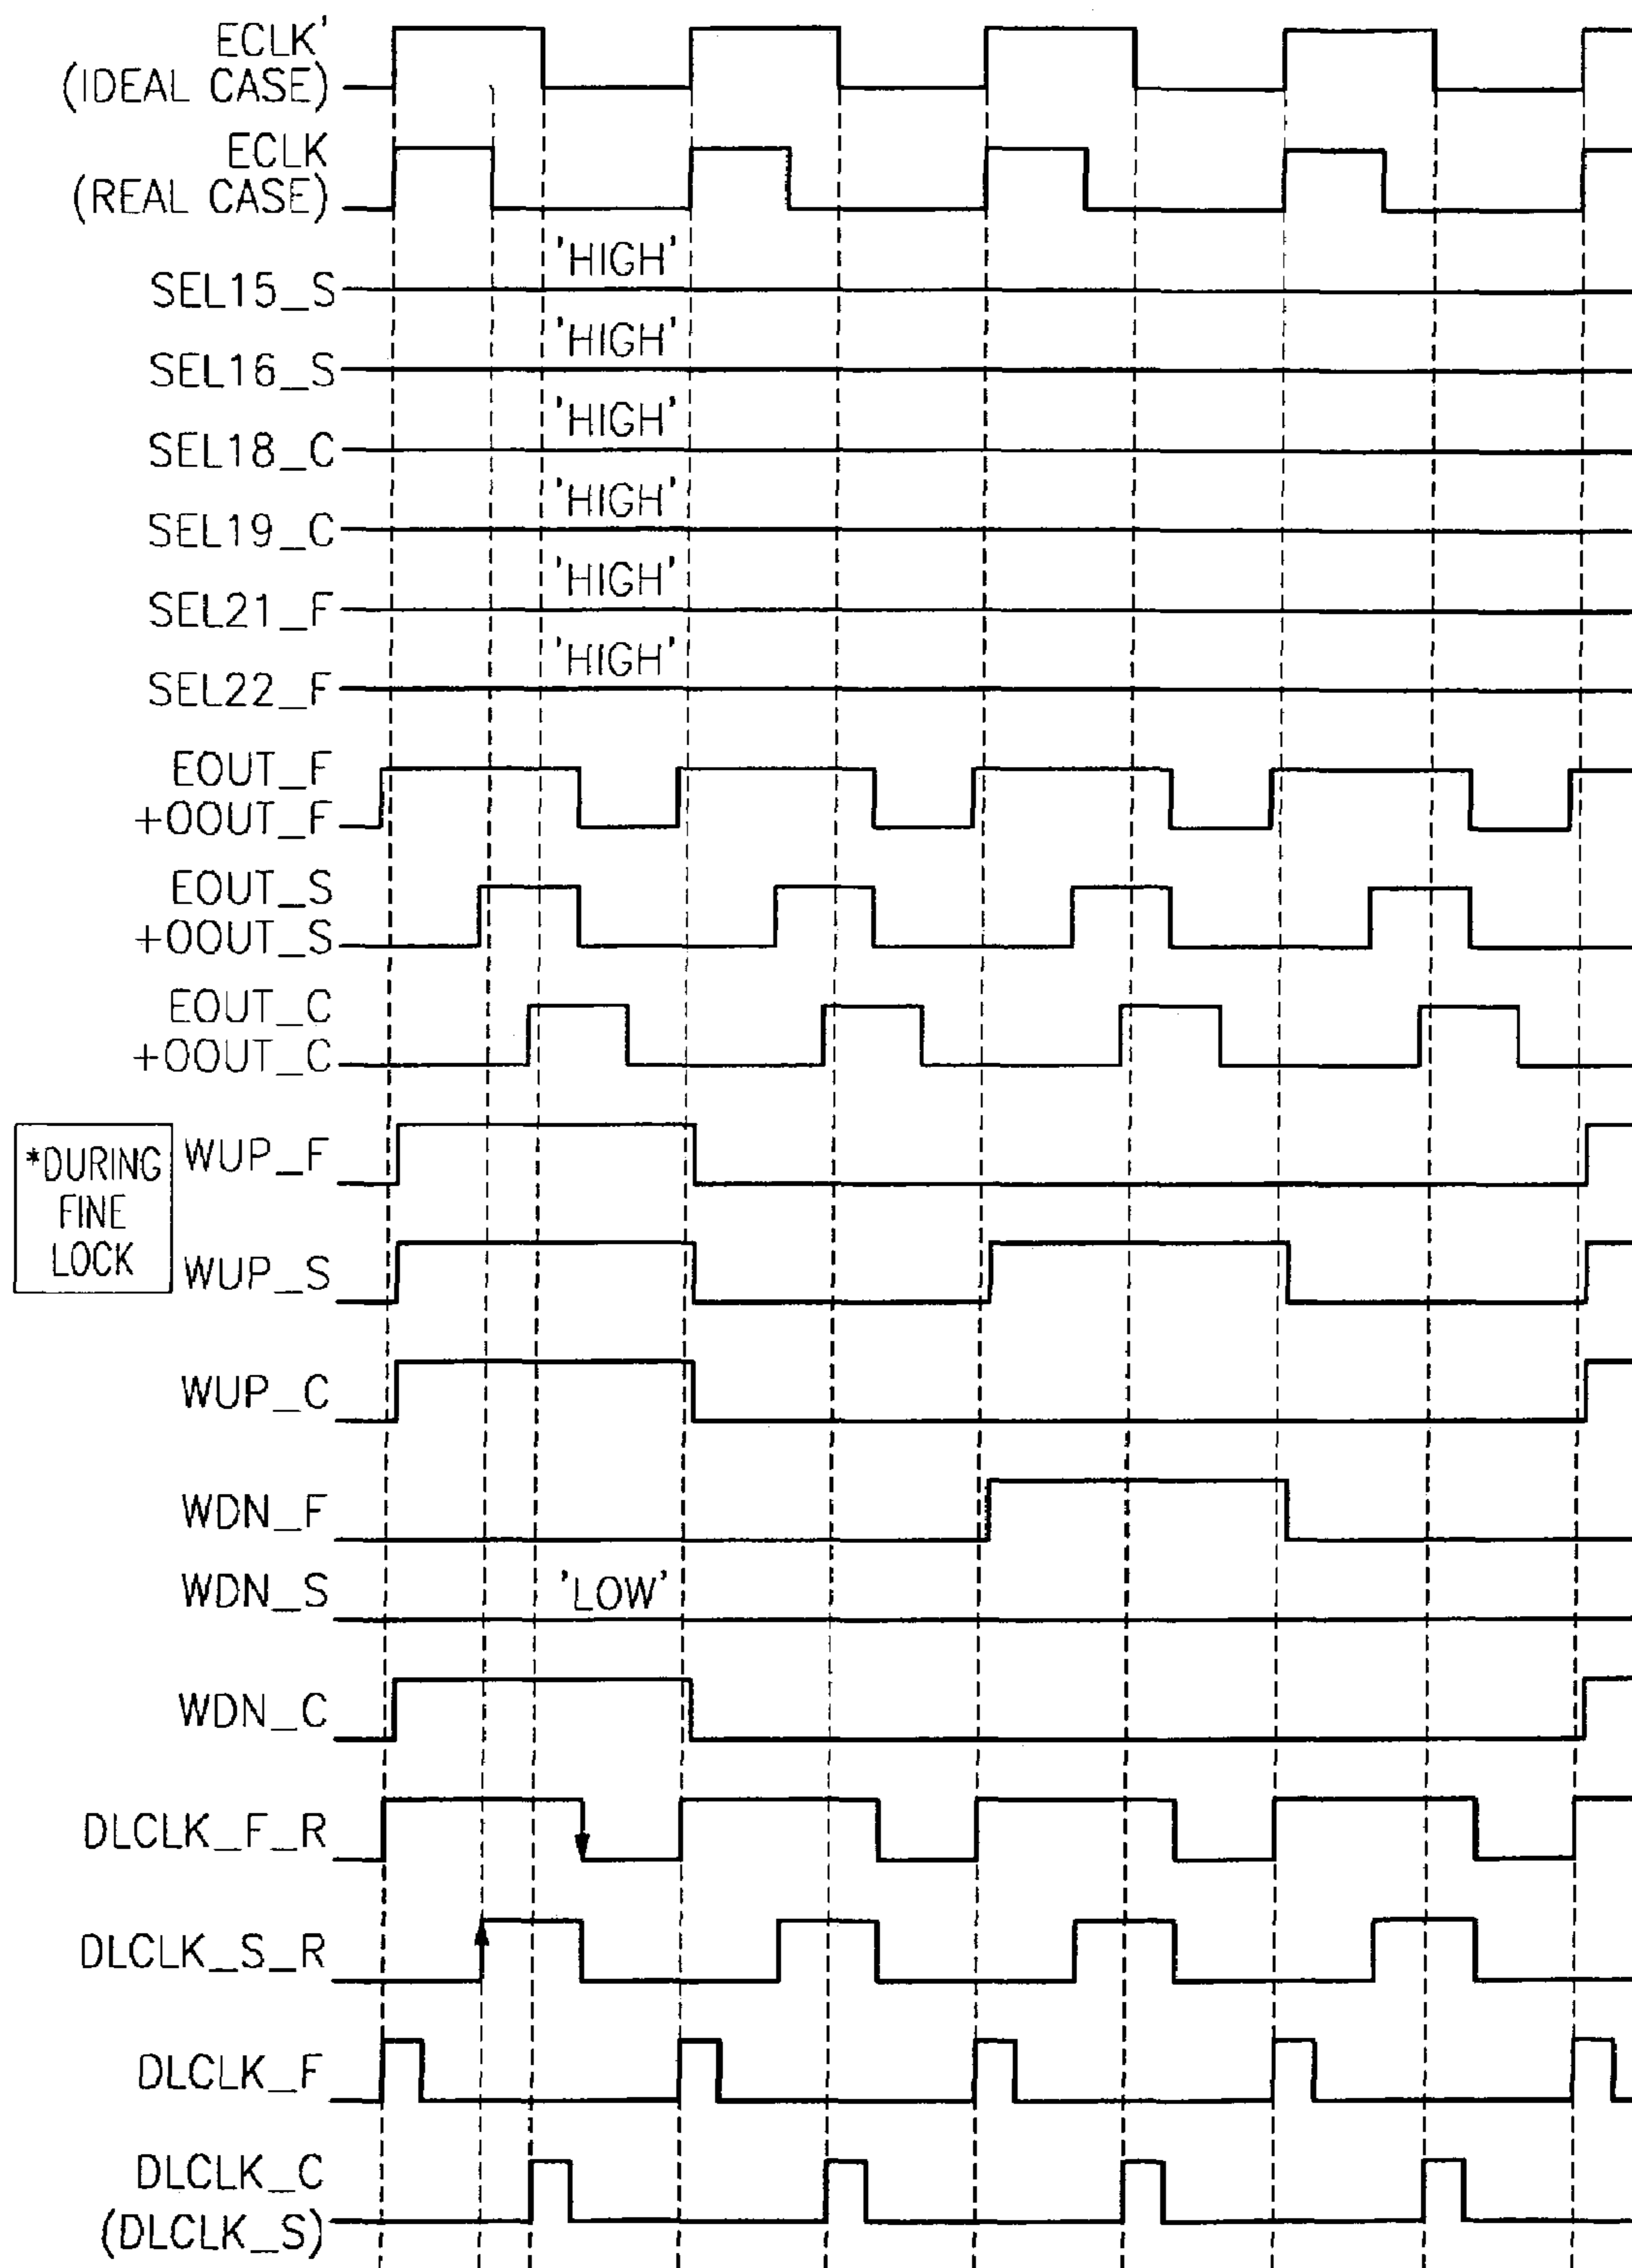 ECLK'
(IDEAL CASE)
ECLK
(REAL CASE)
'HIGH'
SEL15_S
'HIGH'
SEL16_S
'HIGH'
SEL18_C
'HIGH'
SEL19_C
'HIGH'
SEL21_F
'HIGH'
SEL22_F
EOUT_F
+OOUT_F
EOUT_S
+OOUT_S
EOUT_C
+OOUT_C
*DURING
FINE
LOCK
WUP_F
WUP_S
WUP_C
WDN_F
WDN_S 'LOW'
WDN_C
DLCLK_F_R
DLCLK_S_R
DLCLK_F
DLCLK_C
(DLCLK_S)